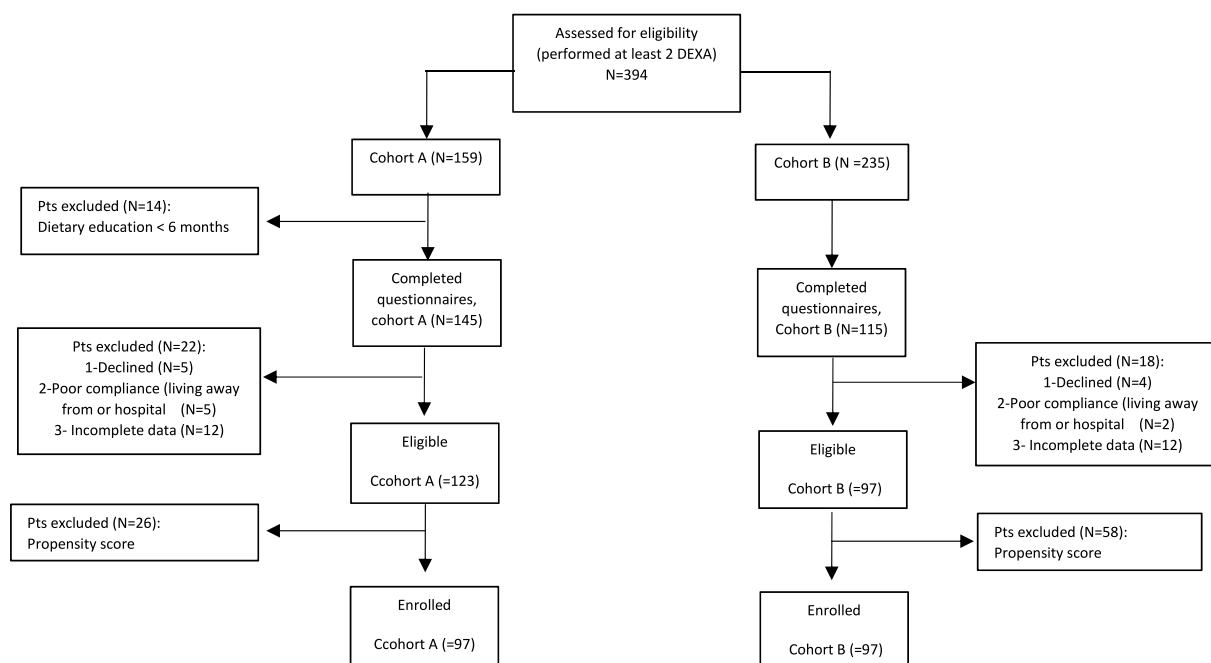 Assessed for eligibility
(performed at least 2 DEXA)
N=394
Cohort A (N=159)
Cohort B (N =235)
Pts excluded (N=14):
Dietary education < 6 months
Completed
questionnaires,
cohort A (N=145)
Completed
questionnaires,
Cohort B (N=115)
Pts excluded (N=22):
1-Declined (N=5)
2-Poor compliance (living away
from or hospital (N=5)
3- Incomplete data (N=12)
Pts excluded (N=18):
1-Declined (N=4)
2-Poor compliance (living away
from or hospital (N=2)
3- Incomplete data (N=12)
Eligible
Ccohort A (=123)
Eligible
Cohort B (=97)
Pts excluded (N=26):
Propensity score
Pts excluded (N=58):
Propensity score
Enrolled
Ccohort A (=97)
Enrolled
Cohort B (=97)